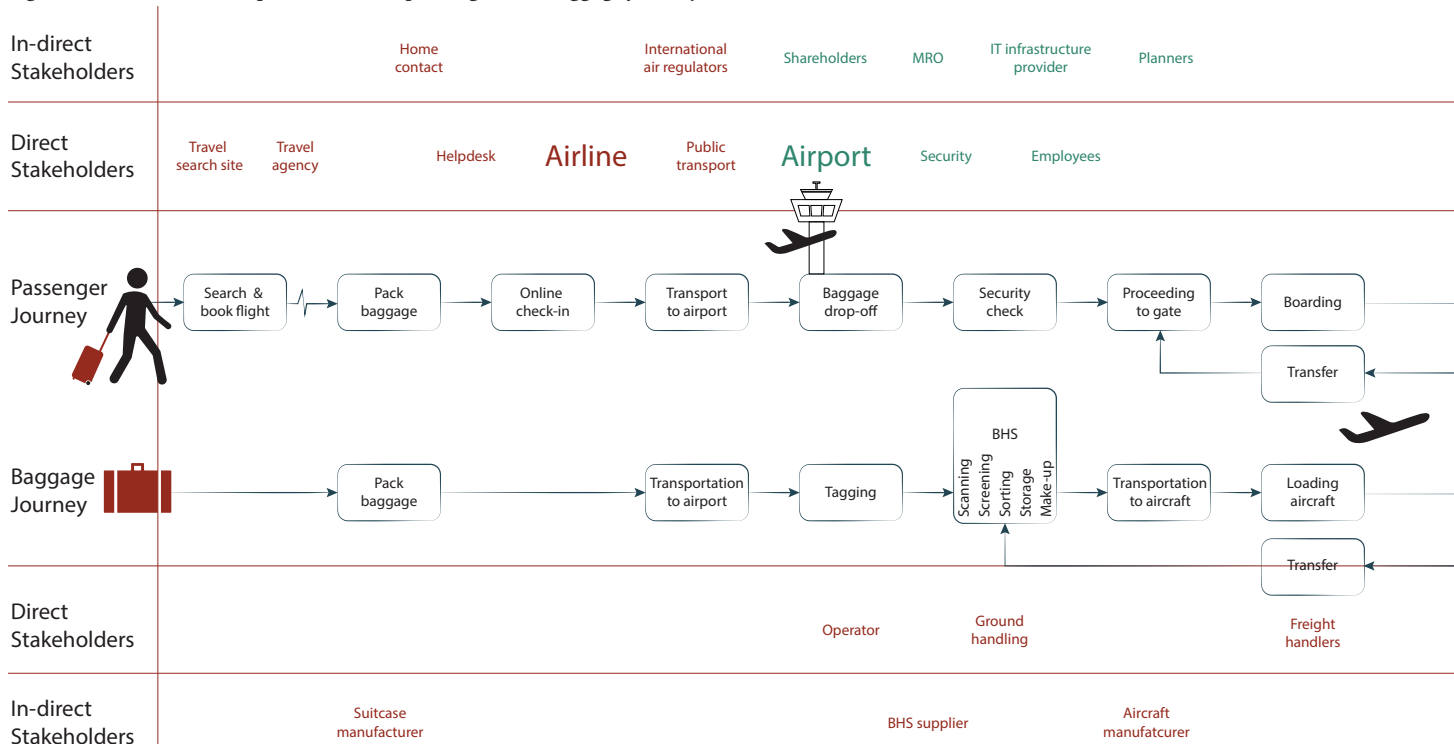 In-direct
Stakeholders
Home
contact
International
air regulators
Shareholders
MRO
IT infrastructure
provider
Planners
Direct
Stakeholders
Travel
search site
Travel
agency
Helpdesk
Airline
Public
transport
Airport
Security
Employees
Passenger
Journey
Search &
book flight
Pack
baggage
Online
check-in
Transport
to airport
Baggage
drop-off
Security
check
Proceeding
to gate
Boarding
Transfer
Baggage
Journey
Pack
baggage
Transportation
to airport
Tagging
BHS
Scanning
Screening
Sorting
Storage
Make-up
Transportation
to aircraft
Loading
aircraft
Transfer
Direct
Stakeholders
Operator
Ground
handling
Freight
handlers
In-direct
Stakeholders
Suitcase
manufacturer
BHS supplier
Aircraft
manufatcurer